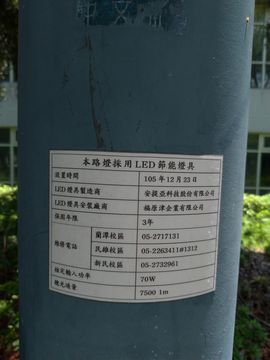 本路燈採用LED節能燈具
設置時間 105年12月23日
LED燈具製造商 安提亞科技股份有限公司
LED燈具安裝廠商 福原津企業有限公司
保固年限 3年
維修電話 蘭潭校區 05-2717131
民雄校區 05-2263411#1312
新民校區 05-2732961
檢定輸入功率 70W
總光通量 7500 lm